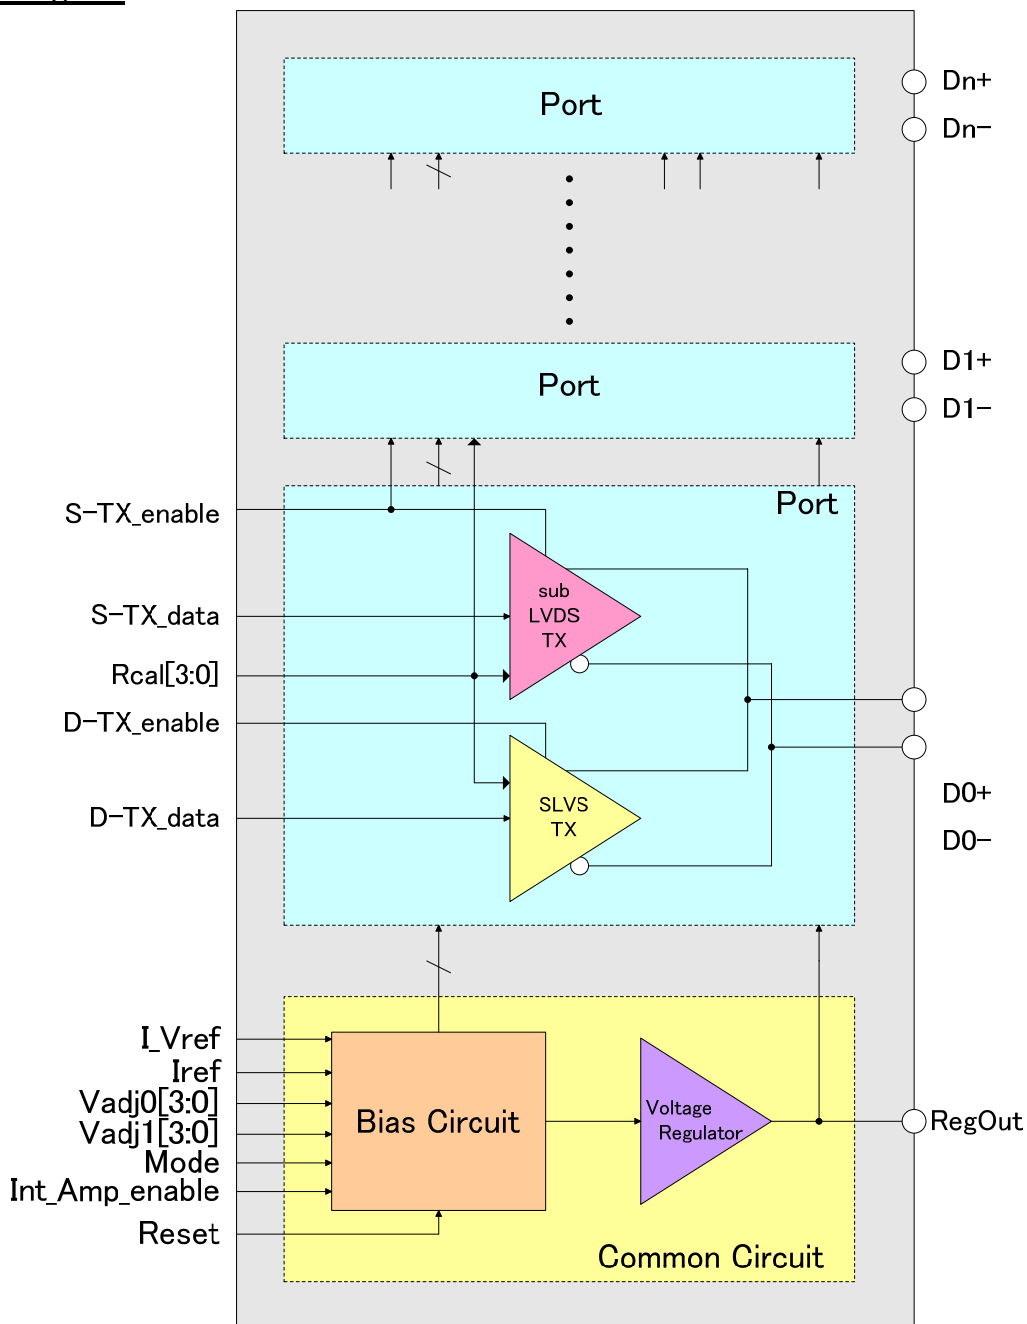 Port
Dn+
Dn-
Port
D1+
D1-
Port
S-TX_enable
sub
LVDS
TX
S-TX_data
Rcal[3:0]
D-TX_enable
SLVS
TX
D-TX_data
D0+
D0-
I_Vref
Iref
Vadj0[3:0]
Vadj1[3:0]
Mode
Int_Amp_enable
Reset
Bias Circuit
Voltage
Regulator
RegOut
Common Circuit